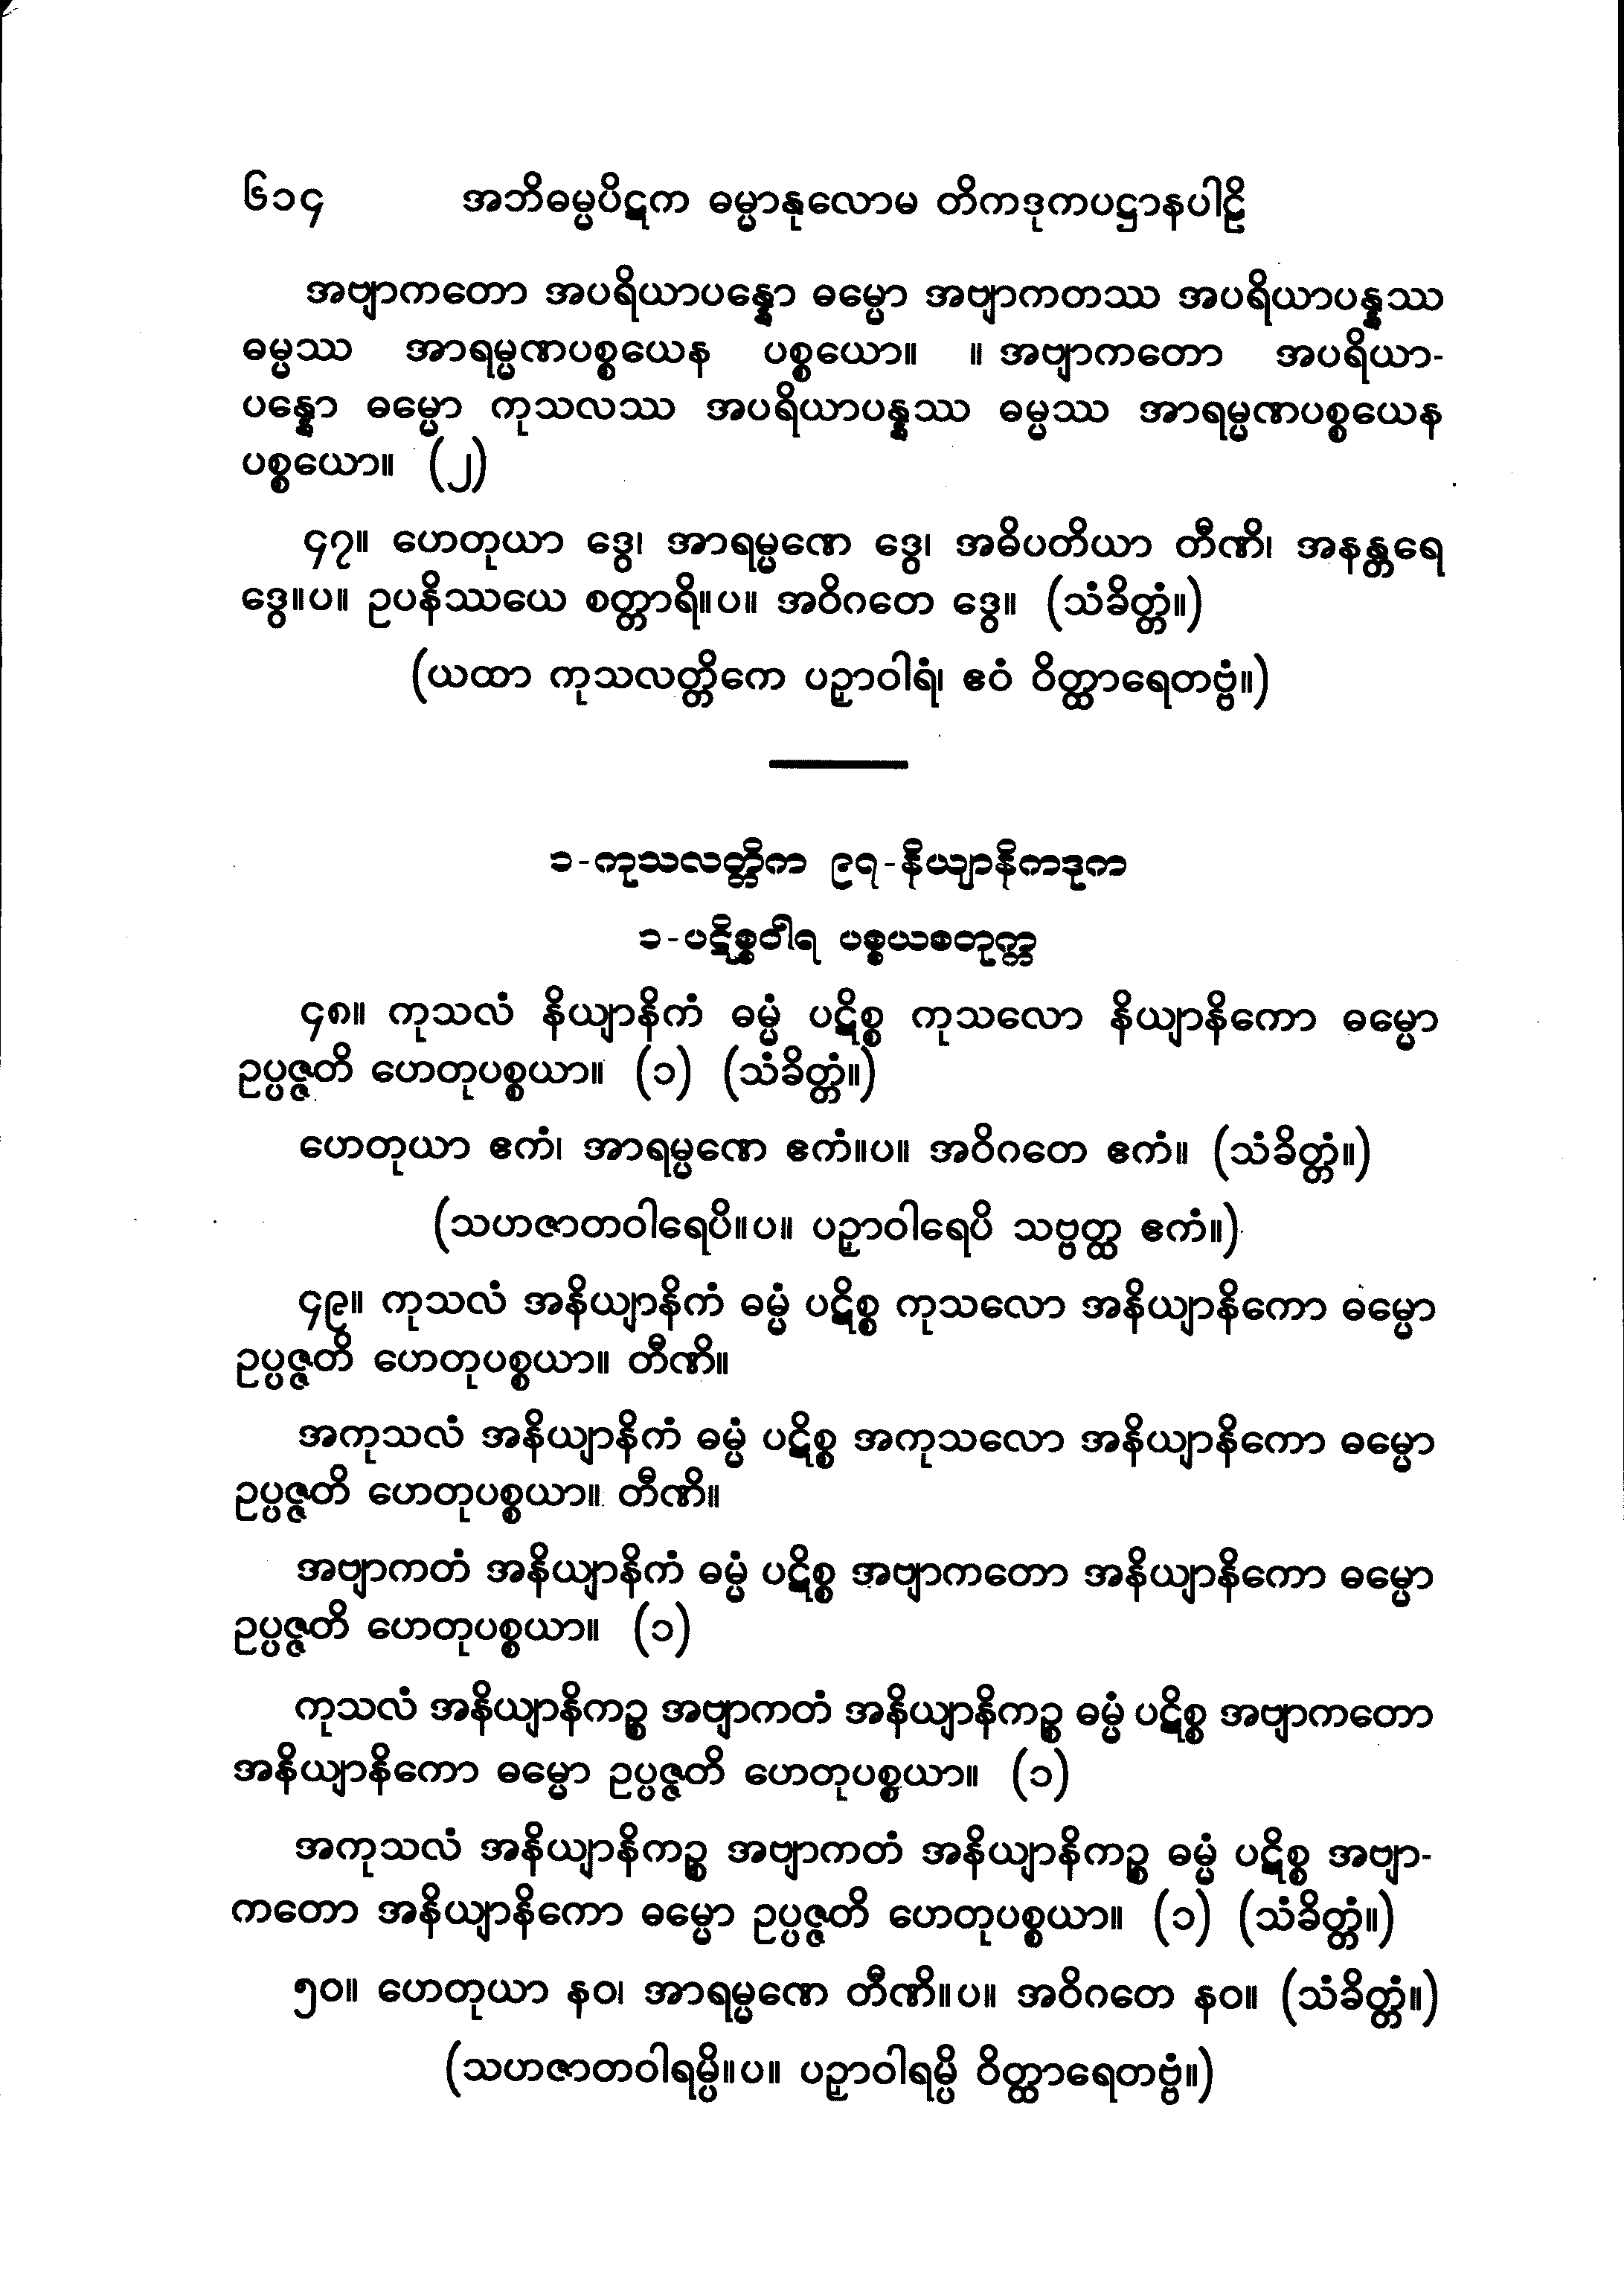 ၆၁၄ အဘိဓမ္မပိဋက ဓမ္မာနုလောမ တိကဒုကပဋ္ဌာနပါဠိ
အဗျာကတော အပရိယာပန္နော ဓမ္မော အဗျာကတဿ အပရိယာပန္နဿ
ဓမ္မဿ အာရမ္မဏပစ္စယေန ပစ္စယော။ ။ အဗျာကတော အပရိယာ-
ပန္နော ဓမ္မော ကုသလဿ အပရိယာပန္နဿ ဓမ္မဿ အာရမ္မဏပစ္စယေန
ပစ္စယော။ (၂)
၄၇။ ဟေတုယာ ဒွေ၊ အာရမ္မဏေ ဒွေ၊ အဓိပတိယာ တီဏိ၊ အနန္တရေ
ဒွေ။ပ။ ဥပနိဿယေ စတ္တာရိ။ပ။ အဝိဂတေ ဒွေ။ (သံခိတ္တံ။)
(ယထာ ကုသလတ္တိကေ ပဉှာဝါရံ၊ ဧဝံ ဝိတ္ထာရေတဗ္ဗံ။)
၁-ကုသလတ္တိက ၉၇-နိယျာနိကဒုက
၁-ပဋိစ္စဝါရ ပစ္စယစတုက္က
၄၈။ ကုသလံ နိယျာနိကံ ဓမ္မံ ပဋိစ္စ ကုသလော နိယျာနိကော ဓမ္မော
ဥပ္ပဇ္ဇတိ ဟေတုပစ္စယာ။ (၁) (သံခိတ္တံ။)
ဟေတုယာ ဧကံ၊ အာရမ္မဏေ ဧကံ။ပ။ အဝိဂတေ ဧကံ။ (သံခိတ္တံ။)
(သဟဇာတဝါရေပိ။ပ။ ပဉှာဝါရေပိ သဗ္ဗတ္ထ ဧကံ။)
၄၉။ ကုသလံ အနိယျာနိကံ ဓမ္မံ ပဋိစ္စ ကုသလော အနိယျာနိကော ဓမ္မော
ဥပ္ပဇ္ဇတိ ဟေတုပစ္စယာ။ တီဏိ။
အကုသလံ အနိယျာနိကံ ဓမ္မံ ပဋိစ္စ အကုသလော အနိယျာနိကော ဓမ္မော
ဥပ္ပဇ္ဇတိ ဟေတုပစ္စယာ။ တီဏိ။
အဗျာကတံ အနိယျာနိကံ ဓမ္မံ ပဋိစ္စ အဗျာကတော အနိယျာနိကော ဓမ္မော
ဥပ္ပဇ္ဇတိ ဟေတုပစ္စယာ။ (၁)
ကုသလံ အနိယျာနိကဉ္စ အဗျာကတံ အနိယျာနိကဉ္စ ဓမ္မံ ပဋိစ္စ အဗျာကတော
အနိယျာနိကော ဓမ္မော ဥပ္ပဇ္ဇတိ ဟေတုပစ္စယာ။ (၁)
အကုသလံ အနိယျာနိကဉ္စ အဗျာကတံ အနိယျာနိကဉ္စ ဓမ္မံ ပဋိစ္စ အဗျာ-
ကတော အနိယျာနိကော ဓမ္မော ဥပ္ပဇ္ဇတိ ဟေတုပစ္စယာ။ (၁) (သံခိတ္တံ။)
၅၀။ ဟေတုယာ နဝ၊ အာရမ္မဏေ တီဏိ။ပ။ အဝိဂတေ နဝ။ (သံခိတ္တံ။)
(သဟဇာတဝါရမ္ပိ။ပ။ ပဉှာဝါရမ္ပိ ဝိတ္ထာရေတဗ္ဗံ။)